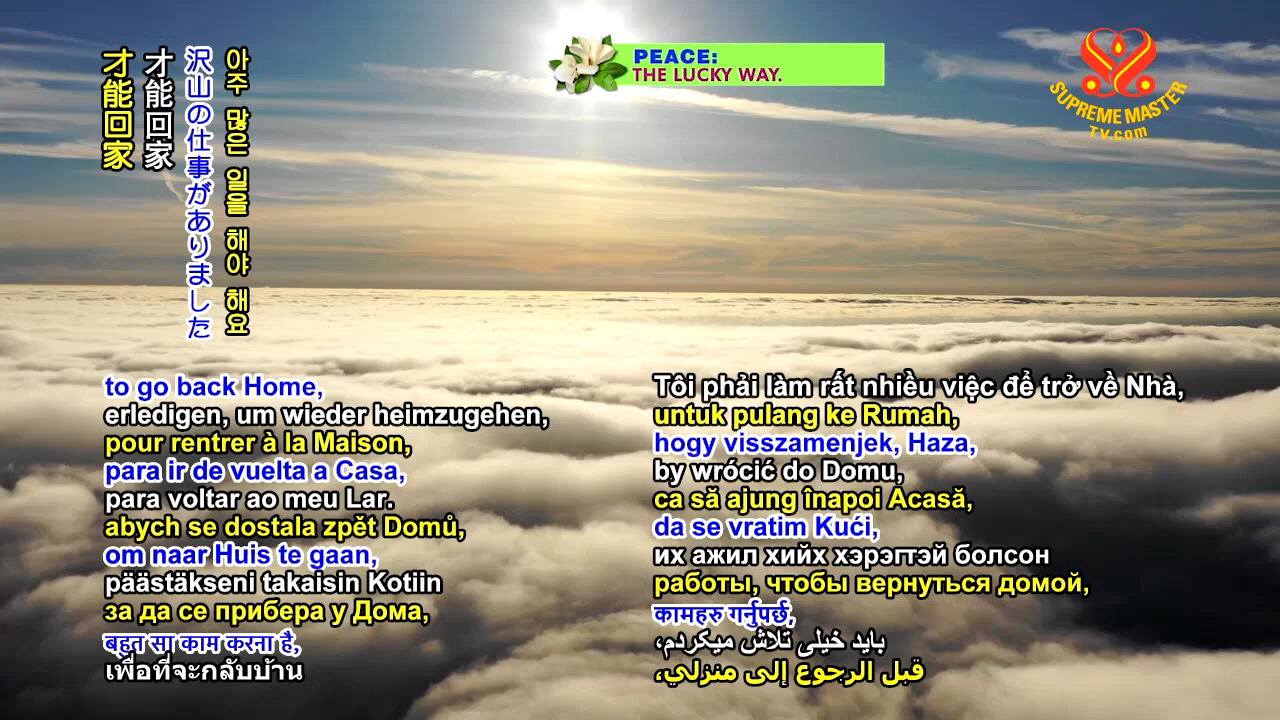 아주 많은 일을 해야 해요
沢山の仕事がありました
才能回家
才能回家
PEACE:
THE LUCKY WAY.
SUPREME MASTER
TV.com
to go back Home,
erledigen, um wieder heimzugehen,
pour rentrer à la Maison,
para ir de vuelta a Casa,
para voltar ao meu Lar.
abych se dostala zpět Domů,
om naar Huis te gaan,
päästäkseni takaisin Kotiin
за да се прибера у Дома,
बहुत सा काम करना है,
เพื่อที่จะกลับบ้าน
Tôi phải làm rất nhiều việc để trở về Nhà,
untuk pulang ke Rumah,
hogy visszamenjek, Haza,
by wrócić do Domu,
ca să ajung înapoi Acasă,
da se vratim Kući,
их ажил хийх хэрэгтэй болсон
работы, чтобы вернуться домой,
कामहरु गर्नुपर्छ,
باید خیلی تلاش میکردم،
قبل الرجوع إلى منزلي،